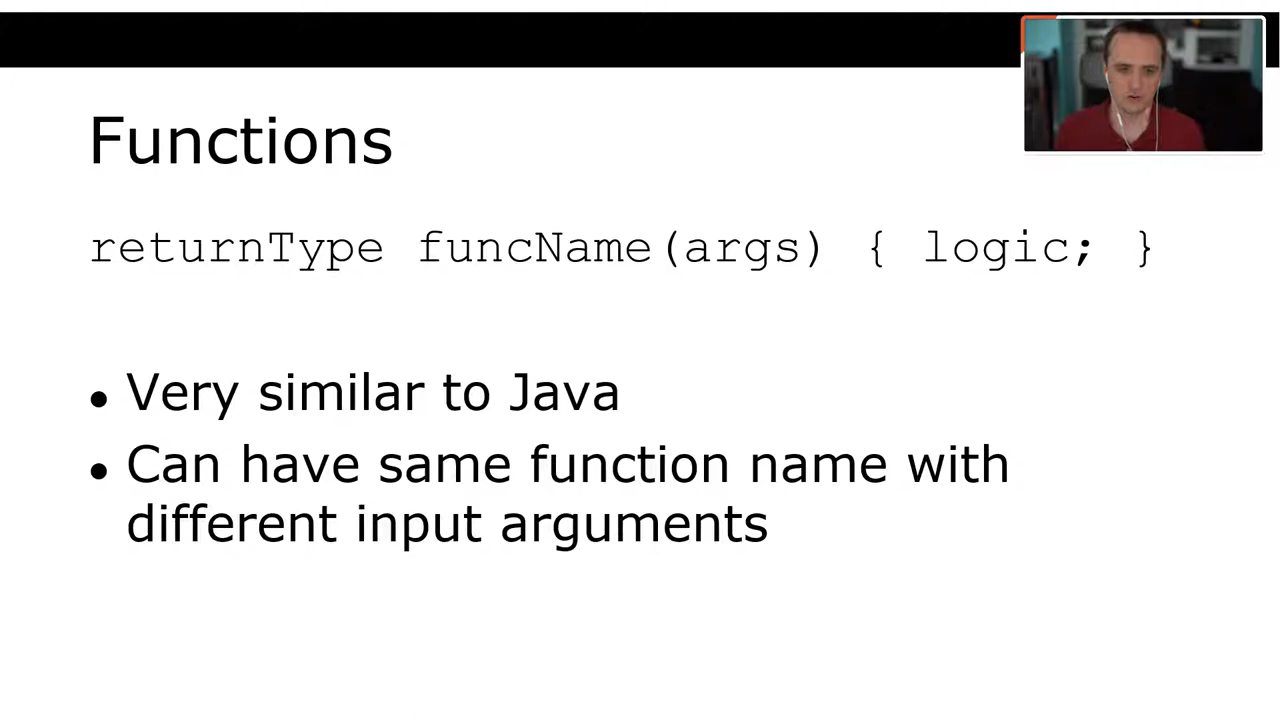 Functions
returnType funcName(args) { logic; }
● Very similar to Java
● Can have same function name with
different input arguments